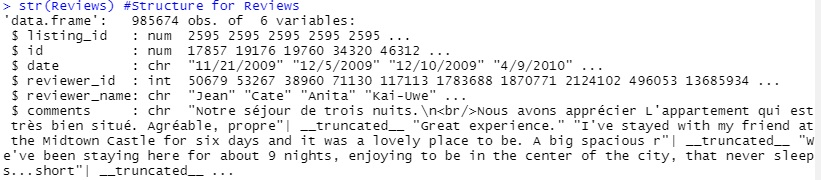 > str(Reviews) #Structure for Reviews
'data.frame':   985674 obs. of  6 variables:
 $ listing_id   : num  2595 2595 2595 2595 2595 ...
 $ id           : num  17857 19176 19760 34320 46312 ...
 $ date         : chr  "11/21/2009" "12/5/2009" "12/10/2009" "4/9/2010" ...
 $ reviewer_id  : int  50679 53267 38960 71130 117113 1783688 1870771 2124102 496053 13685934 ...
 $ reviewer_name: chr  "Jean" "Cate" "Anita" "Kai-Uwe" ...
 $ comments     : chr  "Notre séjour de trois nuits.\n<br/>Nous avons apprécier L'appartement qui est
 très bien situé. Agréable, propre"| __truncated__ "Great experience." "I've stayed with my friend at
 the Midtown Castle for six days and it was a lovely place to be. A big spacious r"| __truncated__ "W
e've been staying here for about 9 nights, enjoying to be in the center of the city, that never sleep
s...short"| __truncated__ ...